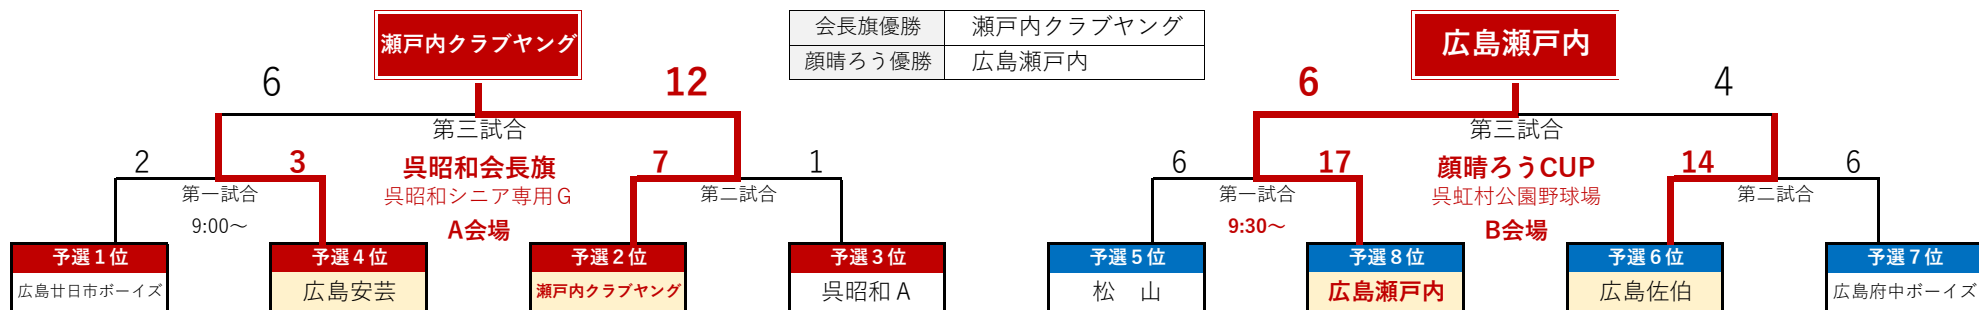 瀬戸内クラブヤング
会長旗優勝 瀬戸内クラブヤング
顔晴ろう優勝 広島瀬戸内
広島瀬戸内
6 12
6 4
第三試合
第三試合
2 3 7 1
6 17 14 6
呉昭和会長旗
顔晴ろうCUP
第一試合 呉昭和シニア専用G 第二試合
第一試合 呉虹村公園野球場 第二試合
9:00～ A会場
9:30～ B会場
予選1位 予選4位 予選2位 予選3位 予選5位 予選8位 予選6位 予選7位
広島廿日市ボーイズ 広島安芸 瀬戸内クラブヤング 呉昭和A 松 山 広島瀬戸内 広島佐伯 広島府中ボーイズ